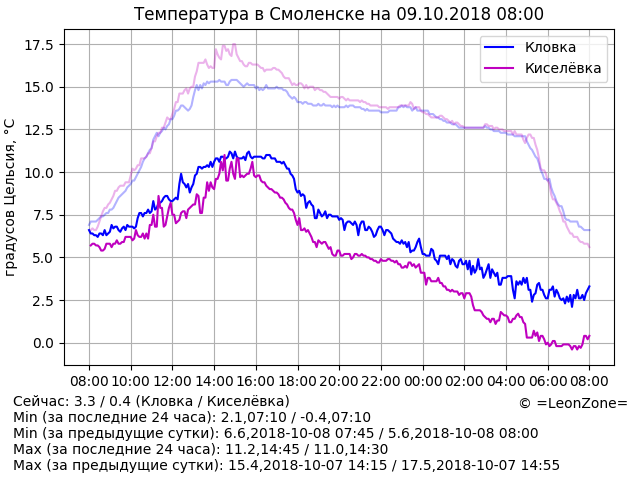 Температура в Смоленске на 09.10.2018 08:00
градусов Цельсия, °C
17.5
15.0
12.5
10.0
7.5
5.0
2.5
0.0
Кловка
Киселёвка
08:00 10:00 12:00 14:00 16:00 18:00 20:00 22:00 00:00 02:00 04:00 06:00 08:00
Сейчас: 3.3 / 0.4 (Кловка / Киселёвка)
© =LeonZone=
Min (за последние 24 часа): 2.1,07:10 / -0.4,07:10
Min (за предыдущие сутки): 6.6,2018-10-08 07:45 / 5.6,2018-10-08 08:00
Max (за последние 24 часа): 11.2,14:45 / 11.0,14:30
Max (за предыдущие сутки): 15.4,2018-10-07 14:15 / 17.5,2018-10-07 14:55